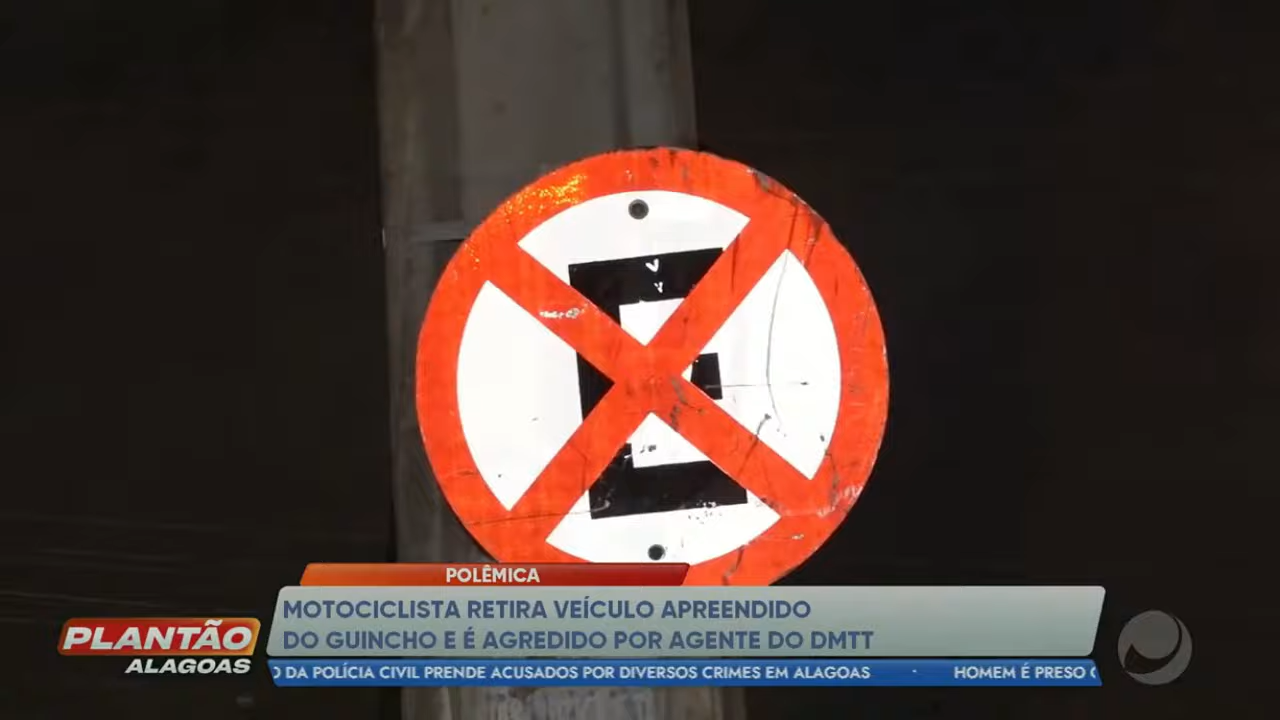 E
POLÊMICA
MOTOCICLISTA RETIRA VEÍCULO APREENDIDO
DO GUINCHO E É AGREDIDO POR AGENTE DO DMTT
PLANTÃO
ALAGOAS
O DA POLÍCIA CIVIL PRENDE ACUSADOS POR DIVERSOS CRIMES EM ALAGOAS · HOMEM É PRESO